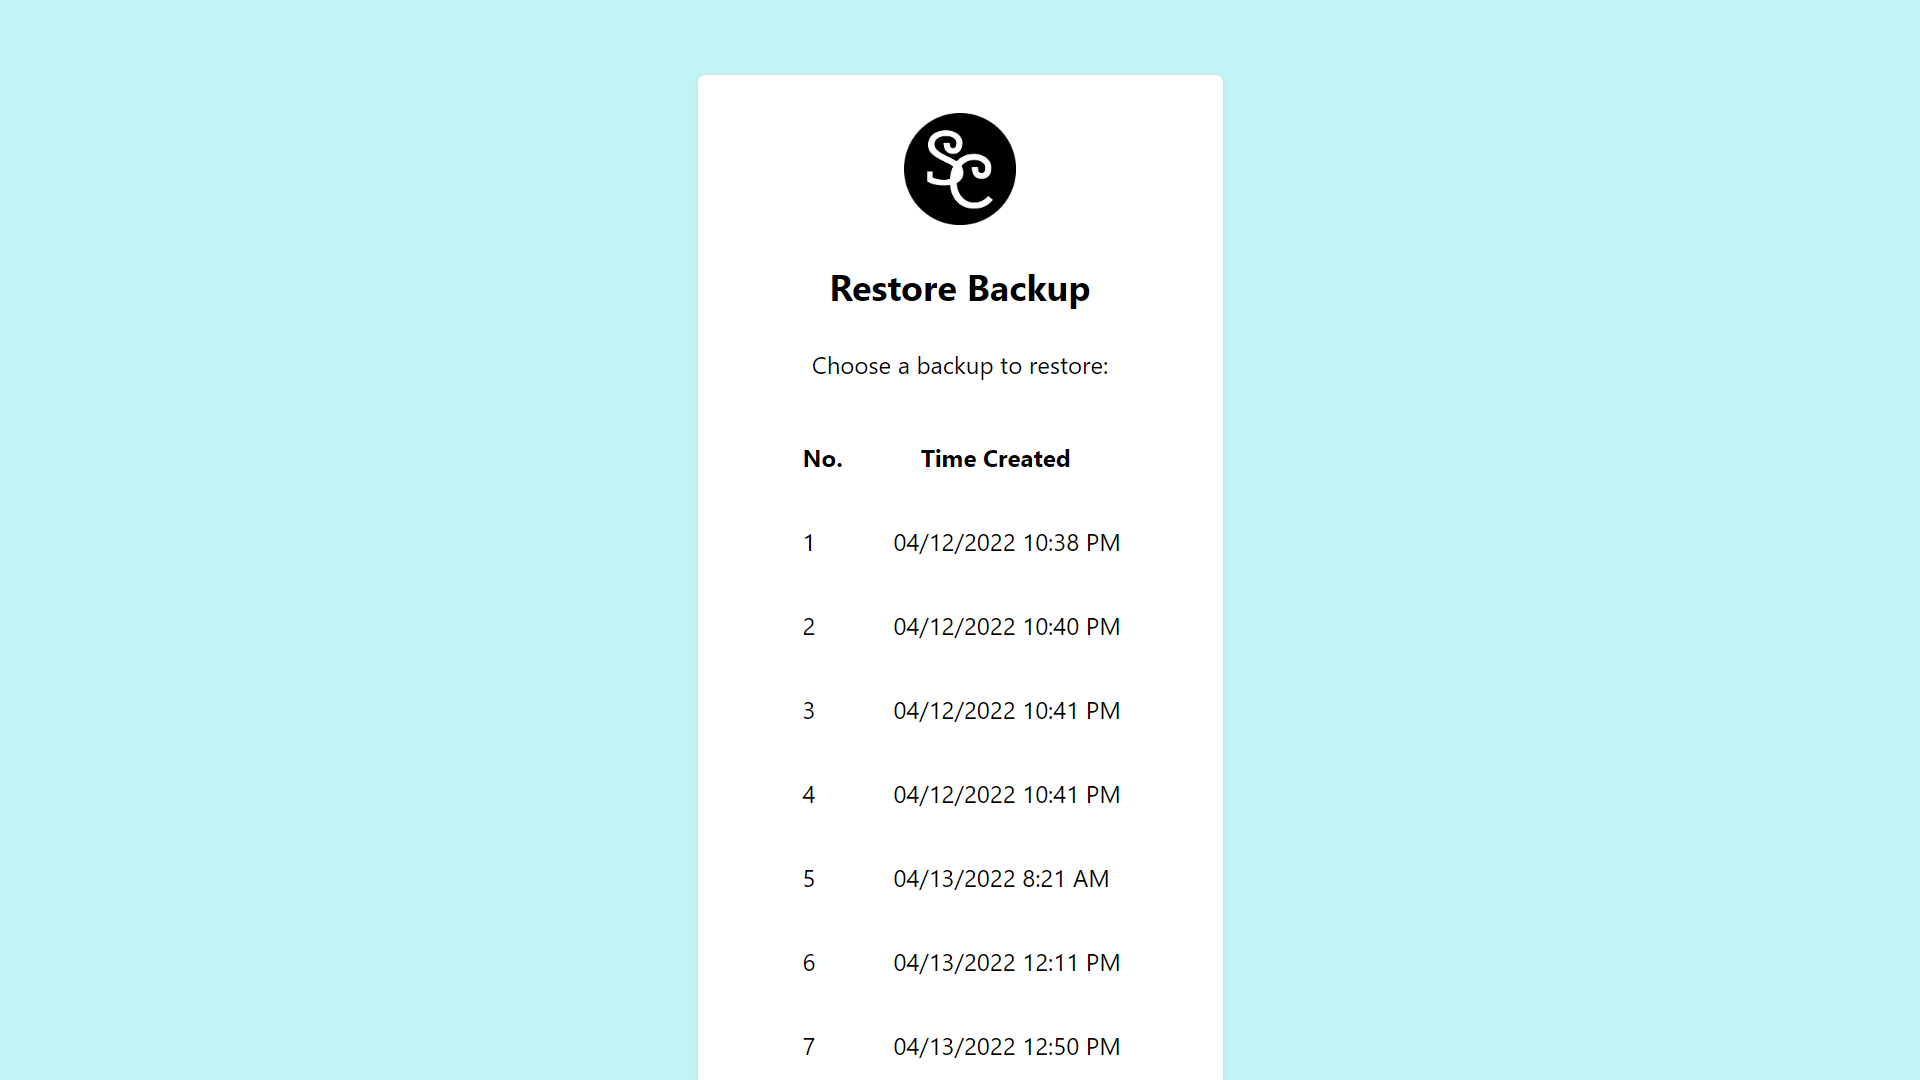 SC
Restore Backup
Choose a backup to restore:
No. Time Created
1 04/12/2022 10:38 PM
2 04/12/2022 10:40 PM
3 04/12/2022 10:41 PM
4 04/12/2022 10:41 PM
5 04/13/2022 8:21 AM
6 04/13/2022 12:11 PM
7 04/13/2022 12:50 PM